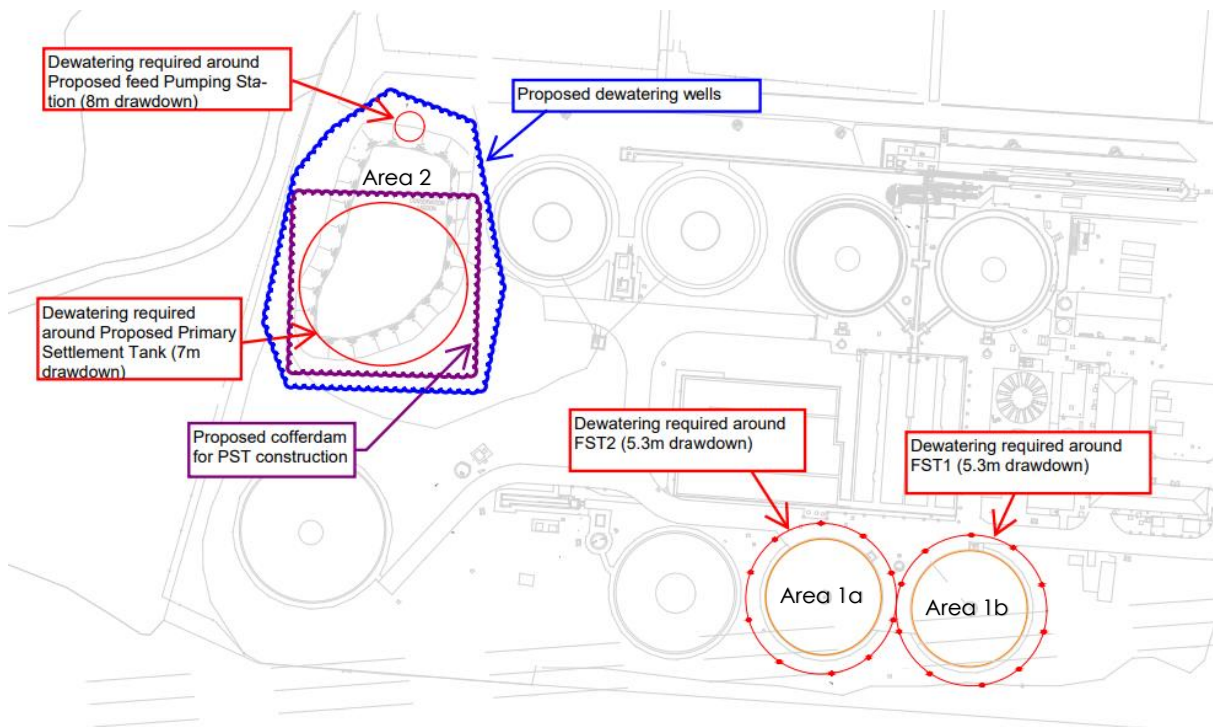 Dewatering required around
Proposed feed Pumping Sta-
tion (8m drawdown)
Proposed dewatering wells
Area 2
Dewatering required
around Proposed Primary
Settlement Tank (7m
drawdown)
Proposed cofferdam
for PST construction
Dewatering required around
FST2 (5.3m drawdown)
Dewatering required around
FST1 (5.3m drawdown)
Area 1a
Area 1b